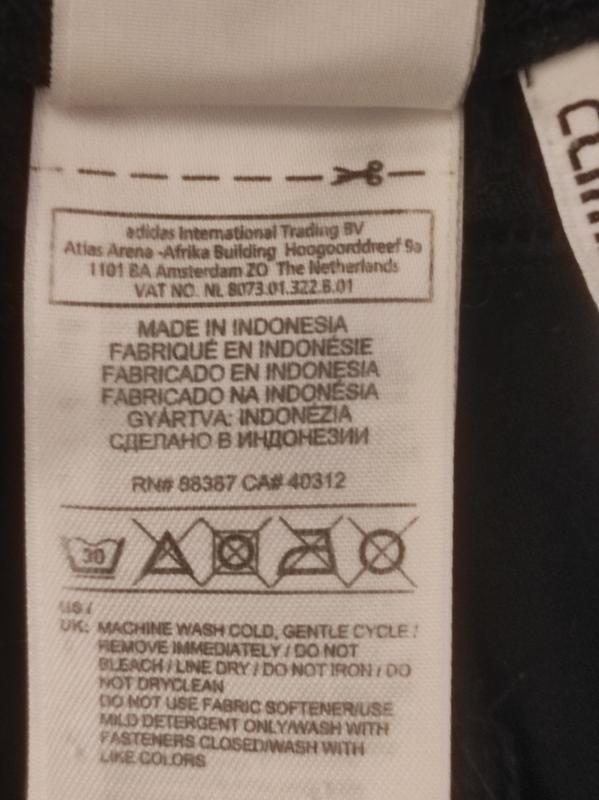 adidas International Trading BV
Atlas Arena -Afrika Building Hoogoorddreef 9a
1101 BA Amsterdam ZO The Netherlands
VAT NO. NL 8073.01.322.B.01
MADE IN INDONESIA
FABRIQUÉ EN INDONÉSIE
FABRICADO EN INDONESIA
FABRICADO NA INDONÉSIA
GYÁRTVA: INDONÉZIA
СДЕЛАНО В ИНДОНЕЗИИ
RN# 88387 CA# 40312
30
US /
UK: MACHINE WASH COLD, GENTLE CYCLE /
REMOVE IMMEDIATELY / DO NOT
BLEACH / LINE DRY / DO NOT IRON / DO
NOT DRYCLEAN
DO NOT USE FABRIC SOFTENER/USE
MILD DETERGENT ONLY/WASH WITH
FASTENERS CLOSED/WASH WITH
LIKE COLORS